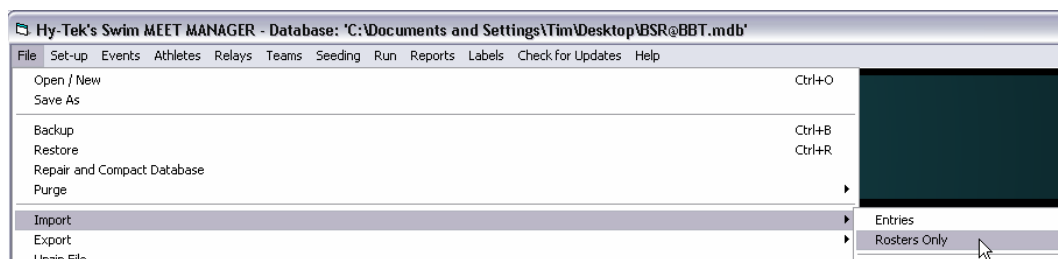 Hy-Tek's Swim MEET MANAGER - Database: 'C:\Documents and Settings\Tim\Desktop\BSR@BBT.mdb'
File Set-up Events Athletes Relays Teams Seeding Run Reports Labels Check for Updates Help
Open / New Ctrl+O
Save As
Backup Ctrl+B
Restore Ctrl+R
Repair and Compact Database
Purge
Import Entries
Export Rosters Only
Unzip File